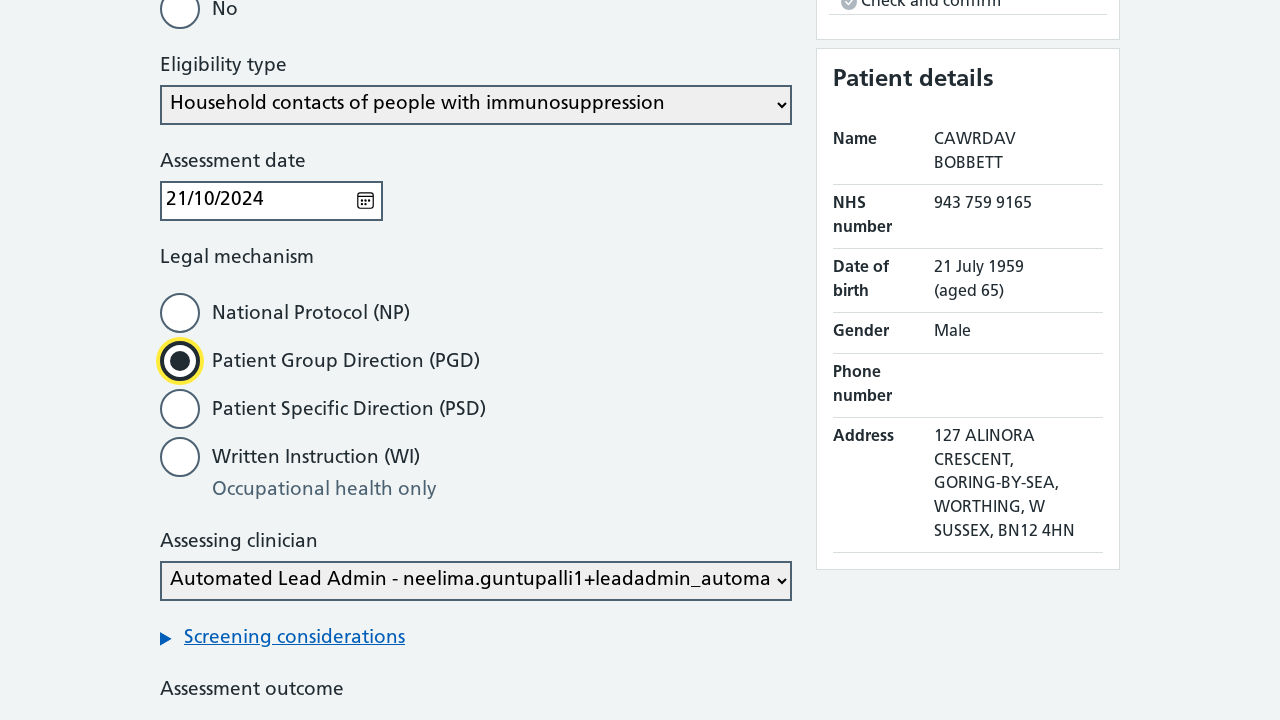 No
Eligibility type
Household contacts of people with immunosuppression
Assessment date
21/10/2024
Legal mechanism
National Protocol (NP)
Patient Group Direction (PGD)
Patient Specific Direction (PSD)
Written Instruction (WI)
Occupational health only
Assessing clinician
Automated Lead Admin - neelima.guntupalli1+leadadmin_automa
Screening considerations
Assessment outcome
Check and confirm
Patient details
Name CAWRDAV
BOBBETT
NHS 943 759 9165
number
Date of 21 July 1959
birth (aged 65)
Gender Male
Phone
number
Address 127 ALINORA
CRESCENT,
GORING-BY-SEA,
WORTHING, W
SUSSEX, BN12 4HN